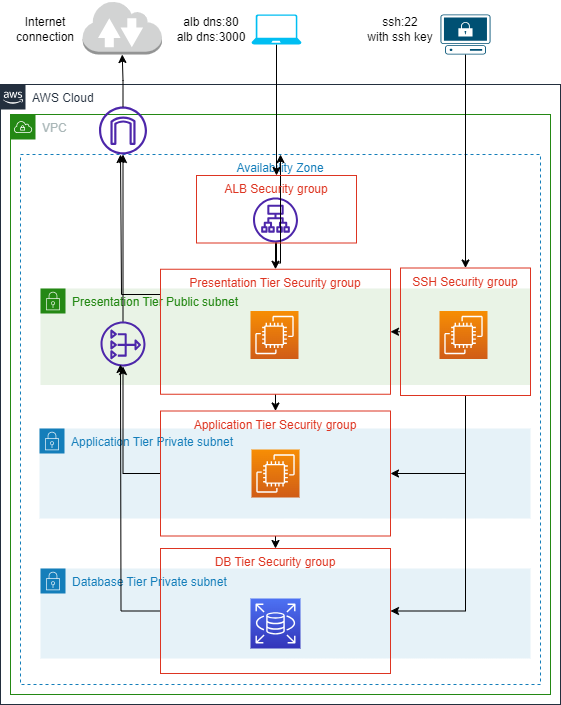 Internet
connection
alb dns:80
alb dns:3000
ssh:22
with ssh key
aws
AWS Cloud
VPC
Availability Zone
ALB Security group
Presentation Tier Security group
SSH Security group
Presentation Tier Public subnet
Application Tier Security group
Application Tier Private subnet
DB Tier Security group
Database Tier Private subnet